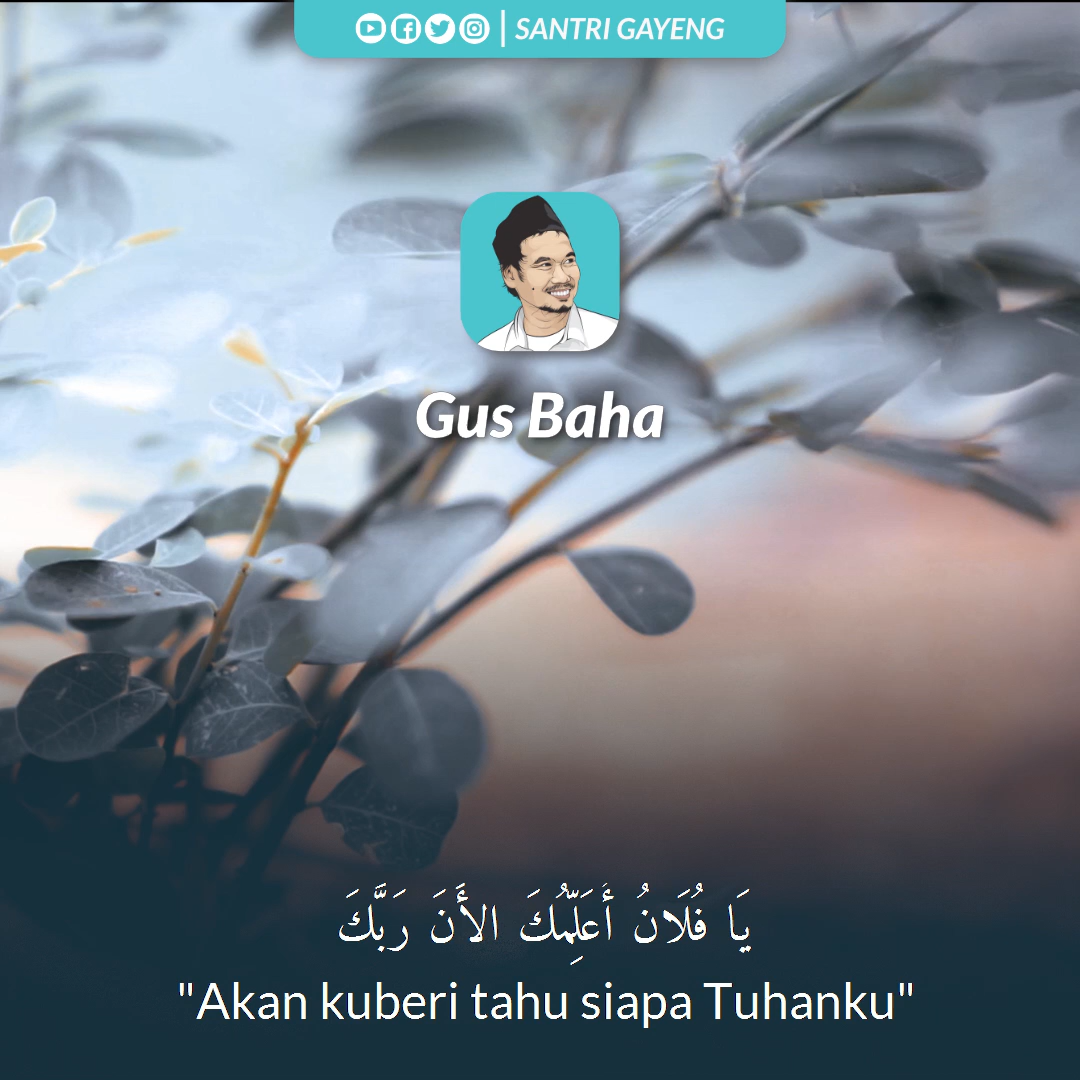 SANTRI GAYENG
Gus Baha
يَا فُلَانُ أُعَلِّمُكَ الأَنَ رَبَّكَ
"Akan kuberi tahu siapa Tuhanku"